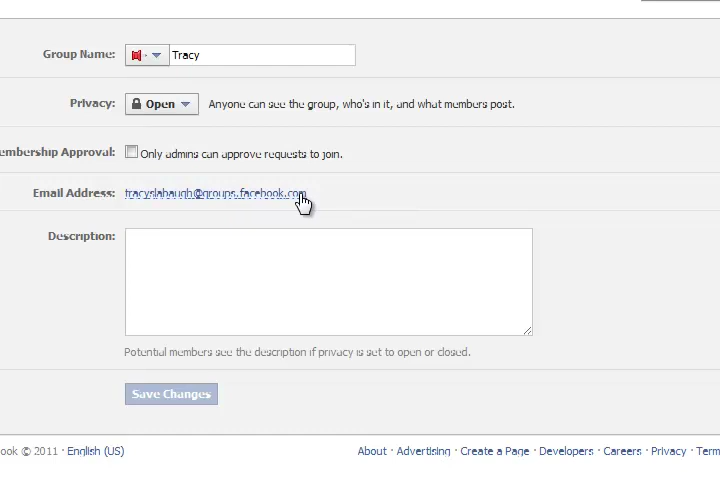 Group Name: Tracy
Privacy: Open Anyone can see the group, who's in it, and what members post.
embership Approval: Only admins can approve requests to join.
Email Address: tracyslabaugh@groups.facebook.com
Description:
Potential members see the description if privacy is set to open or closed.
Save Changes
ook © 2011 · English (US) About · Advertising · Create a Page · Developers · Careers · Privacy · Term